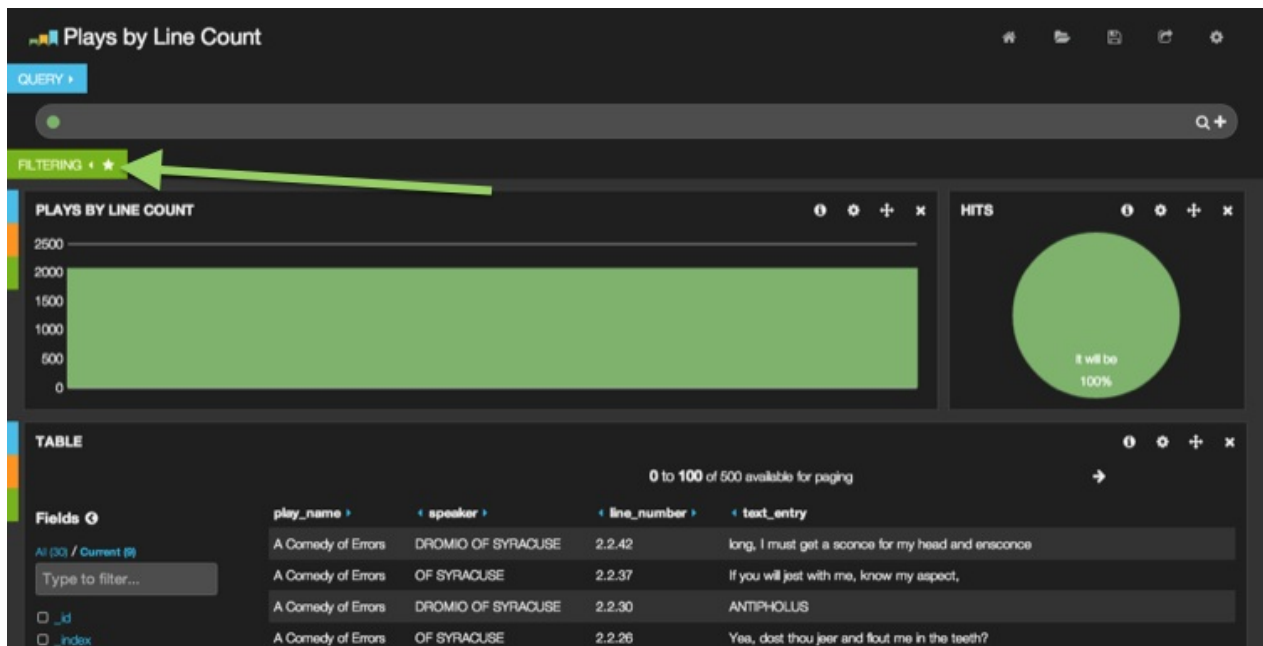 Plays by Line Count
QUERY
FILTERING
PLAYS BY LINE COUNT
2500
2000
1500
1000
500
0
HITS
It will be
100%
TABLE
0 to 100 of 500 available for paging
Fields
All (30) / Current (9)
Type to filter...
_id
_index
play_name speaker line_number text_entry
A Comedy of Errors DROMIO OF SYRACUSE 2.2.42 long, I must get a sconce for my head and ensconce
A Comedy of Errors OF SYRACUSE 2.2.37 If you will jest with me, know my aspect,
A Comedy of Errors DROMIO OF SYRACUSE 2.2.30 ANTIPHOLUS
A Comedy of Errors OF SYRACUSE 2.2.26 Yea, dost thou jeer and flout me in the teeth?